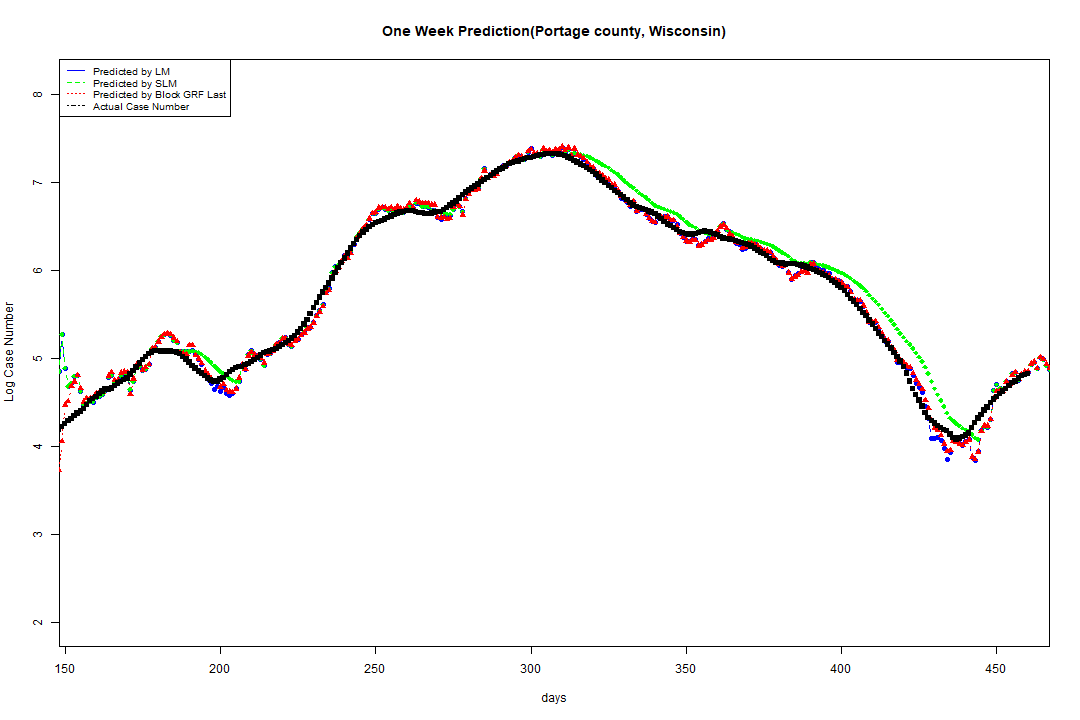 One Week Prediction(Portage county, Wisconsin)
Predicted by LM
Predicted by SLM
Predicted by Block GRF Last
Actual Case Number
8
7
6
5
4
3
2
Log Case Number
150 200 250 300 350 400 450
days